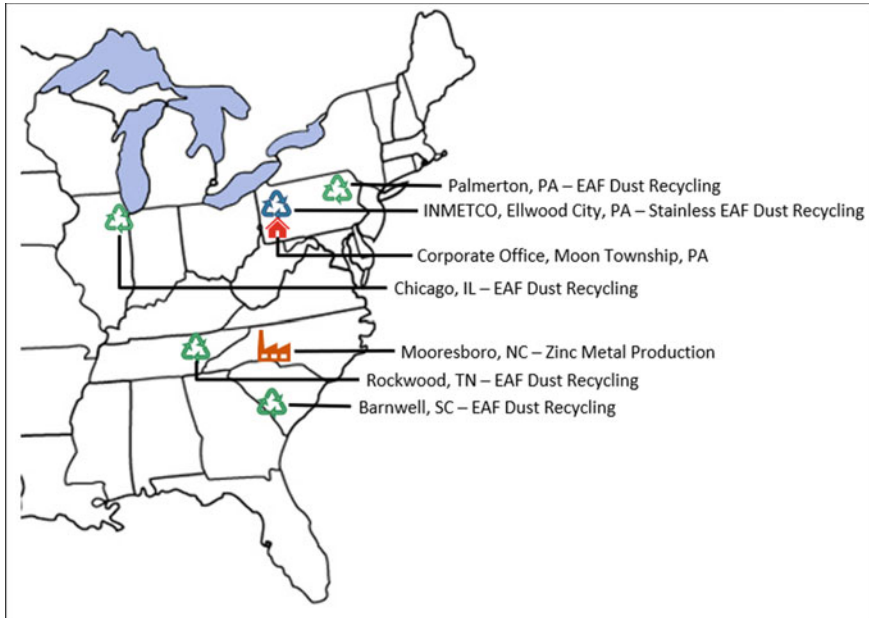 Palmerton, PA – EAF Dust Recycling
INMETCO, Ellwood City, PA – Stainless EAF Dust Recycling
Corporate Office, Moon Township, PA
Chicago, IL – EAF Dust Recycling
Mooresboro, NC – Zinc Metal Production
Rockwood, TN – EAF Dust Recycling
Barnwell, SC – EAF Dust Recycling